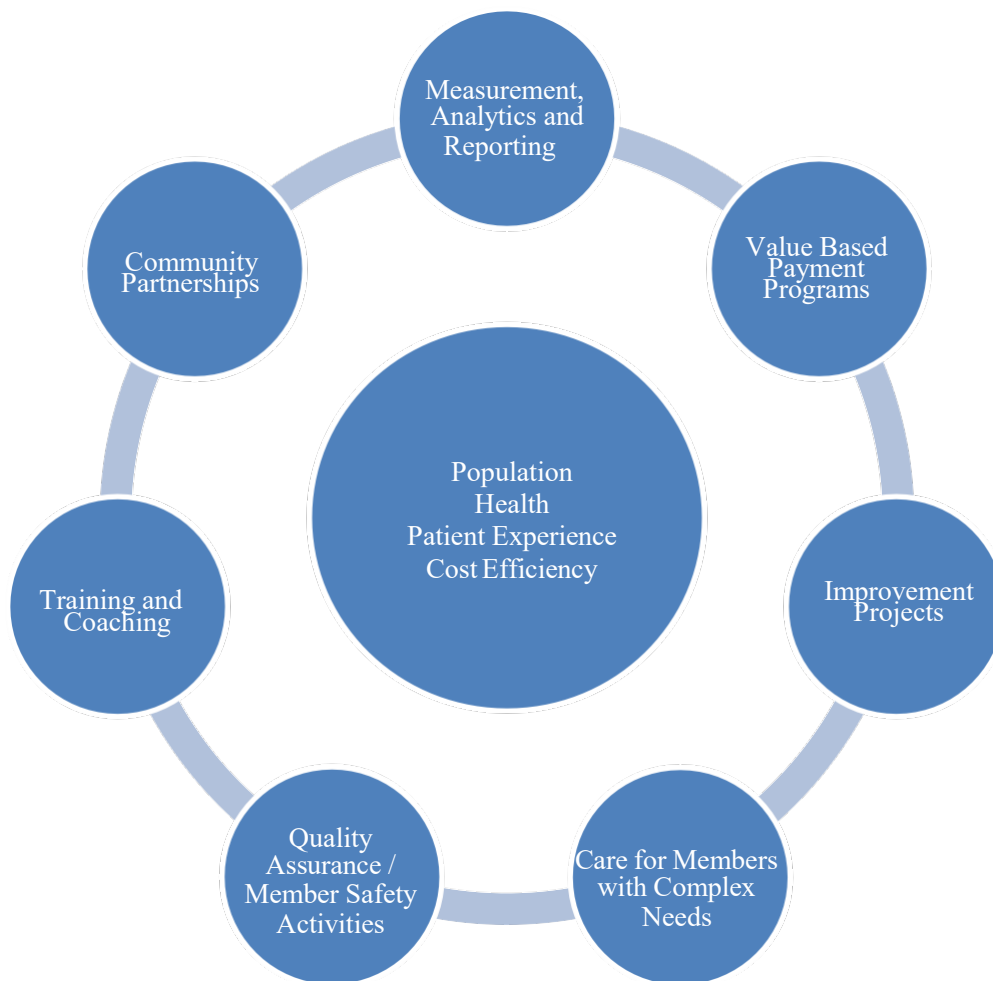 Measurement,
Analytics and
Reporting
Value Based
Payment
Programs
Improvement
Projects
Care for Members
with Complex
Needs
Quality
Assurance /
Member Safety
Activities
Training and
Coaching
Community
Partnerships
Population
Health
Patient Experience
Cost Efficiency